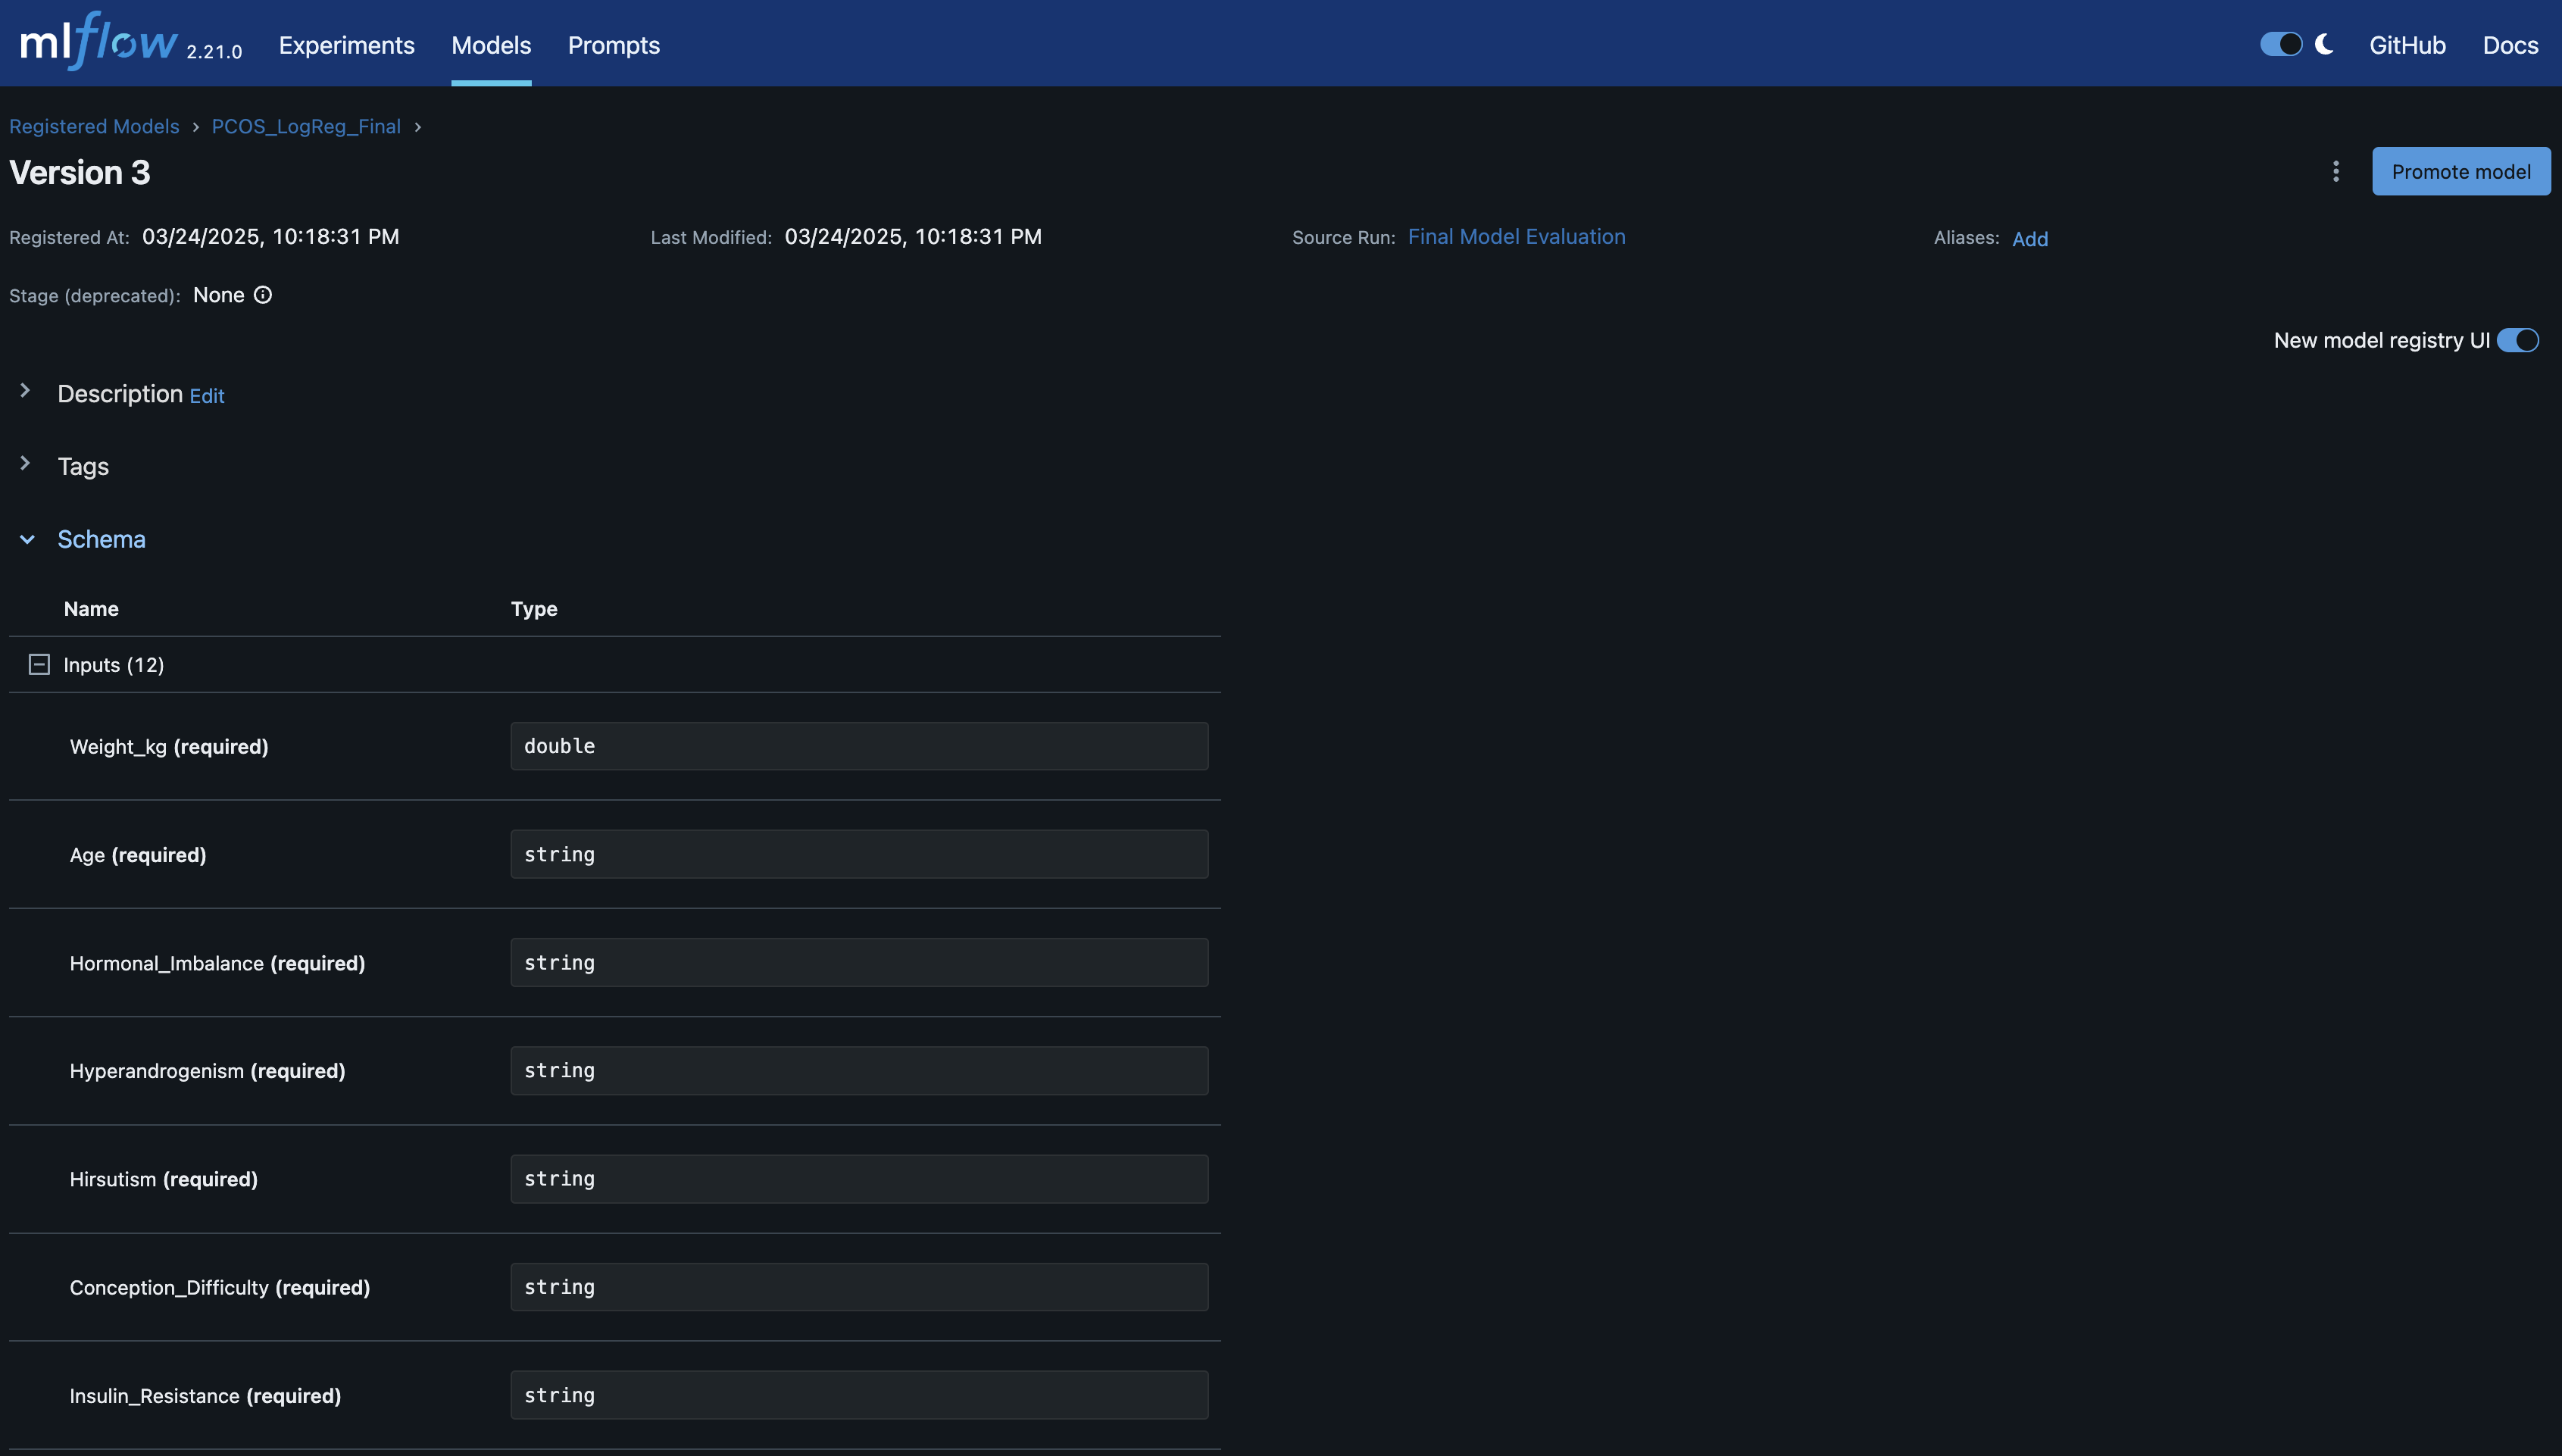 mlflow 2.21.0 Experiments Models Prompts GitHub Docs
Registered Models › PCOS_LogReg_Final ›
Version 3
Promote model
Registered At: 03/24/2025, 10:18:31 PM Last Modified: 03/24/2025, 10:18:31 PM Source Run: Final Model Evaluation Aliases: Add
Stage (deprecated): None
New model registry UI
Description Edit
Tags
Schema
Name Type
Inputs (12)
Weight_kg (required) double
Age (required) string
Hormonal_Imbalance (required) string
Hyperandrogenism (required) string
Hirsutism (required) string
Conception_Difficulty (required) string
Insulin_Resistance (required) string